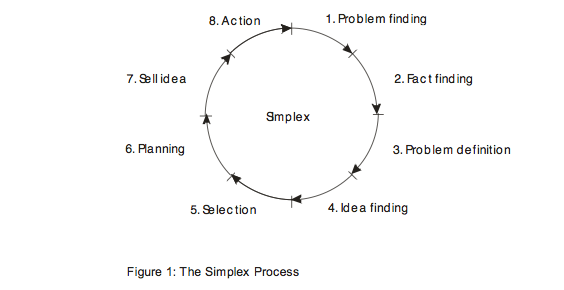 8. Action
1. Problem finding
7. Sell idea
2. Fact finding
Simplex
6. Planning
3. Problem definition
5. Selection
4. Idea finding
Figure 1: The Simplex Process